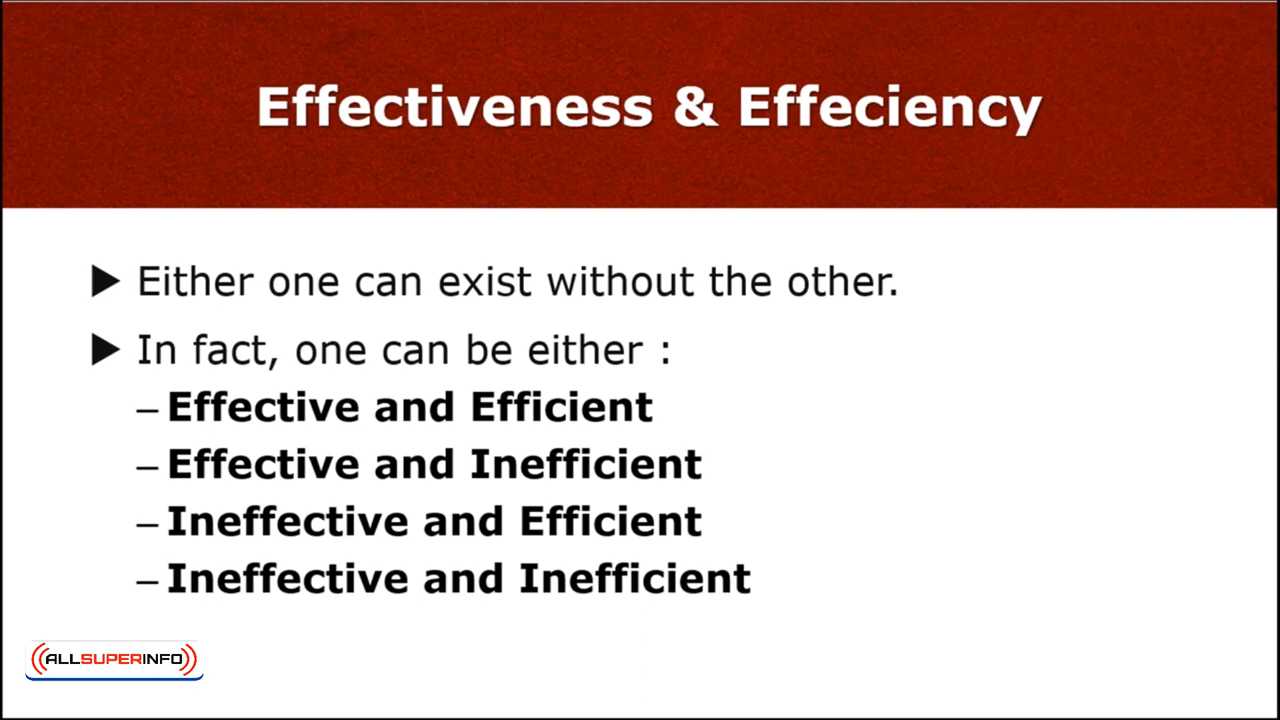 Effectiveness & Effeciency
▶ Either one can exist without the other.
▶ In fact, one can be either :
– Effective and Efficient
– Effective and Inefficient
– Ineffective and Efficient
– Ineffective and Inefficient
ALLSUPERINFO